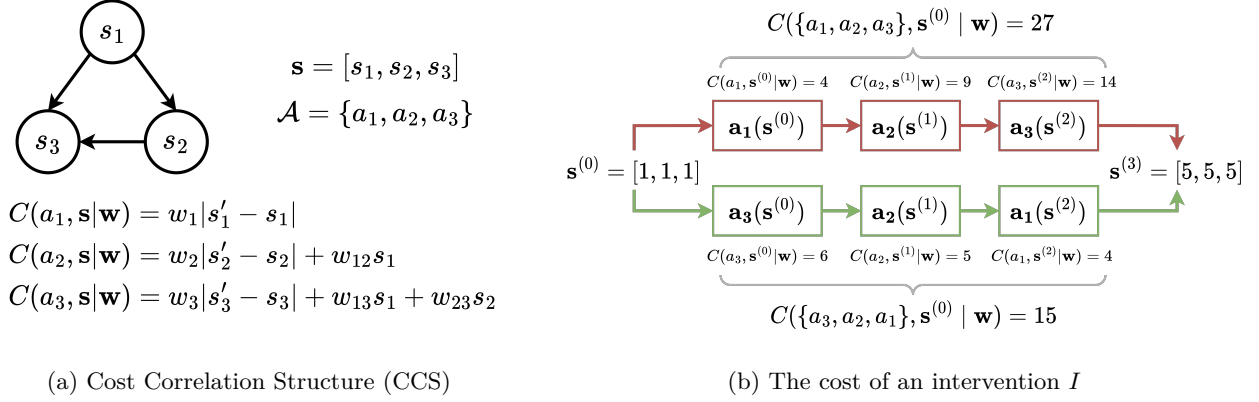 s₁
s₃
s₂
s = [s₁, s₂, s₃]
𝒜 = {a₁, a₂, a₃}
C(a₁, s|w) = w₁|s′₁ − s₁|
C(a₂, s|w) = w₂|s′₂ − s₂| + w₁₂s₁
C(a₃, s|w) = w₃|s′₃ − s₃| + w₁₃s₁ + w₂₃s₂
(a) Cost Correlation Structure (CCS)
C({a₁, a₂, a₃}, s⁽⁰⁾ | w) = 27
C(a₁, s⁽⁰⁾|w) = 4
C(a₂, s⁽¹⁾|w) = 9
C(a₃, s⁽²⁾|w) = 14
a₁(s⁽⁰⁾)
a₂(s⁽¹⁾)
a₃(s⁽²⁾)
s⁽⁰⁾ = [1, 1, 1]
s⁽³⁾ = [5, 5, 5]
a₃(s⁽⁰⁾)
a₂(s⁽¹⁾)
a₁(s⁽²⁾)
C(a₃, s⁽⁰⁾|w) = 6
C(a₂, s⁽¹⁾|w) = 5
C(a₁, s⁽²⁾|w) = 4
C({a₃, a₂, a₁}, s⁽⁰⁾ | w) = 15
(b) The cost of an intervention I